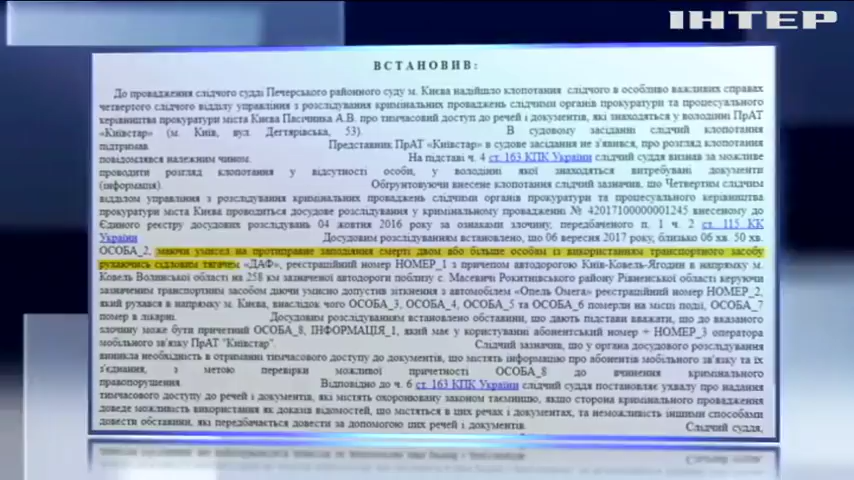 ІНТЕР
ВСТАНОВИВ:
До провадження слідчого судді Печерського районного суду м. Києва надійшло клопотання слідчого в особливо важливих справах
четвертого слідчого відділу управління з розслідування кримінальних проваджень слідчими органів прокуратури та процесуального
керівництва прокуратури міста Києва Пясічника А.В. про тимчасовий доступ до речей і документів, які знаходяться у володінні ПрАТ
«Київстар» (м. Київ, вул. Дегтярівська, 53). В судовому засіданні слідчий клопотання
підтримав. Представник ПрАТ «Київстар» в судове засідання не з'явився, про розгляд клопотання
повідомлявся належним чином. На підставі ч. 4 ст. 163 КПК України слідчий суддя визнав за можливе
проводити розгляд клопотання у відсутності особи, у володінні якої знаходяться витребувані документи
(інформація). Обґрунтовуючи внесене клопотання слідчий зазначив, що Четвертим слідчим
відділом управління з розслідування кримінальних проваджень слідчими органів прокуратури та процесуального керівництва
прокуратури міста Києва проводиться досудове розслідування у кримінальному провадженні № 42017100000001245 внесеному до
Єдиного реєстру досудових розслідувань 04 жовтня 2016 року за ознаками злочину, передбаченого п. 1 ч. 2 ст. 115 КК
України Досудовим розслідуванням встановлено, що 06 вересня 2017 року, близько 06 хв. 50 хв.
ОСОБА_2, маючи умисел на протиправне заподіяння смерті двом або більше особам із використанням транспортного засобу
рухаючись сідловим тягачем «ДАФ», реєстраційний номер НОМЕР_1 з причепом автодорогою Київ-Ковель-Ягодин в напрямку м.
Ковель Волинської області на 258 км зазначеної автодороги поблизу с. Масевичі Рокитнівського району Рівненської області керуючи
зазначеним транспортним засобом діючи умисно допустив зіткнення з автомобілем «Опель Омега» реєстраційний номер НОМЕР_2,
який рухався в напрямку м. Києва, внаслідок чого ОСОБА_3, ОСОБА_4, ОСОБА_5 та ОСОБА_6 померли на місці події, ОСОБА_7
помер в лікарні. Досудовим розслідуванням встановлено обставини, що дають підстави вважати, що до вказаного
злочину може бути причетний ОСОБА_8, ІНФОРМАЦІЯ_1, який має у користуванні абонентський номер + НОМЕР_3 оператора
мобільного зв'язку ПрАТ "Київстар". Слідчий зазначив, що у органа досудового розслідування
виникла необхідність в отриманні тимчасового доступу до документів, що містять інформацію про абонентів мобільного зв'язку та їх
з'єднання, з метою перевірки можливої причетності ОСОБА_8 до вчинення кримінального
правопорушення. Відповідно до ч. 6 ст. 163 КПК України слідчий суддя постановляє ухвалу про надання
тимчасового доступу до речей і документів, які містять охоронювану законом таємницю, якщо сторона кримінального провадження
доведе можливість використання як доказів відомостей, що містяться в цих речах і документах, та неможливість іншими способами
довести обставини, які передбачається довести за допомогою цих речей і документів. Слідчий суддя,